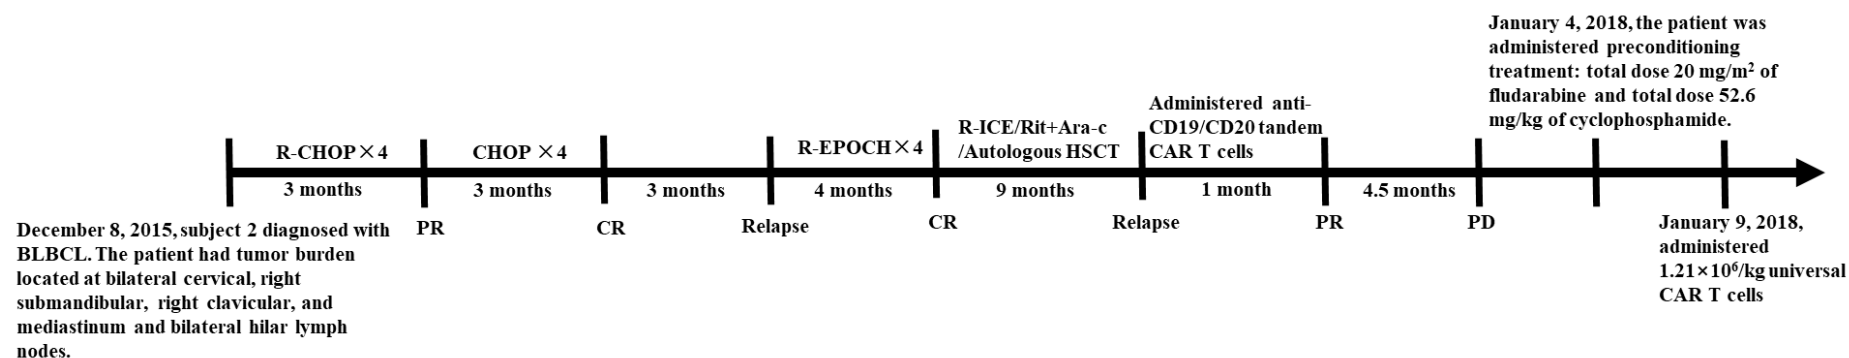 January 4, 2018, the patient was
administered preconditioning
treatment: total dose 20 mg/m² of
fludarabine and total dose 52.6
mg/kg of cyclophosphamide.
R-CHOP×4
CHOP ×4
R-EPOCH×4
R-ICE/Rit+Ara-c
/Autologous HSCT
Administered anti-
CD19/CD20 tandem
CAR T cells
3 months
3 months
3 months
4 months
9 months
1 month
4.5 months
PR
CR
Relapse
CR
Relapse
PR
PD
December 8, 2015, subject 2 diagnosed with
BLBCL. The patient had tumor burden
located at bilateral cervical, right
submandibular, right clavicular, and
mediastinum and bilateral hilar lymph
nodes.
January 9, 2018,
administered
1.21×10⁶/kg universal
CAR T cells